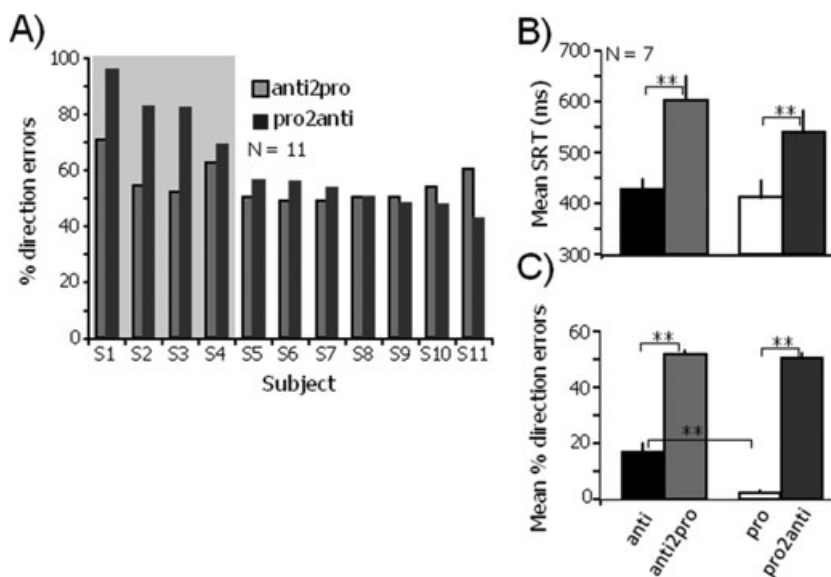 A)
100
80
60
40
20
0
% direction errors
anti2pro
pro2anti
N = 11
S1 S2 S3 S4 S5 S6 S7 S8 S9 S10 S11
Subject
B)
700
600
500
400
300
Mean SRT (ms)
N = 7
**
**
C)
60
40
20
0
Mean % direction errors
**
**
**
anti
anti2pro
pro
pro2anti